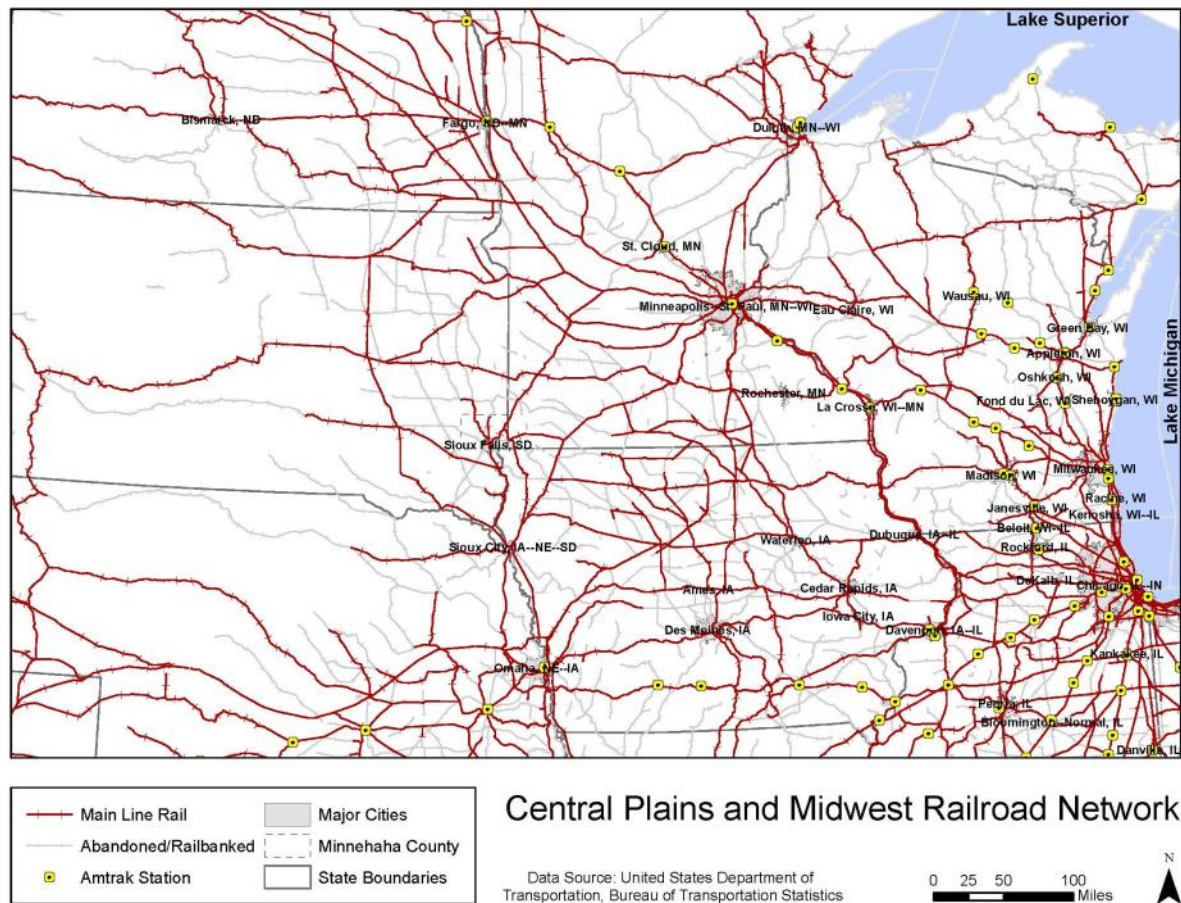 Lake Superior
Bismarck, ND
Fargo, ND--MN
Duluth, MN--WI
St. Cloud, MN
Minneapolis--St. Paul, MN--WI
Eau Claire, WI
Wausau, WI
Green Bay, WI
Appleton, WI
Oshkosh, WI
Rochester, MN
La Crosse, WI--MN
Fond du Lac, WI
Sheboygan, WI
Lake Michigan
Sioux Falls, SD
Madison, WI
Milwaukee, WI
Racine, WI
Janesville, WI
Kenosha, WI--IL
Beloit, WI--IL
Sioux City, IA--NE--SD
Waterloo, IA
Dubuque, IA--IL
Rockford, IL
DeKalb, IL
Chicago, IL--IN
Ames, IA
Cedar Rapids, IA
Iowa City, IA
Des Moines, IA
Davenport, IA--IL
Kankakee, IL
Omaha, NE--IA
Peoria, IL
Bloomington--Normal, IL
Danville, IL
Main Line Rail
Abandoned/Railbanked
Amtrak Station
Major Cities
Minnehaha County
State Boundaries
Central Plains and Midwest Railroad Network
Data Source: United States Department of
Transportation, Bureau of Transportation Statistics
0 25 50 100
Miles
N